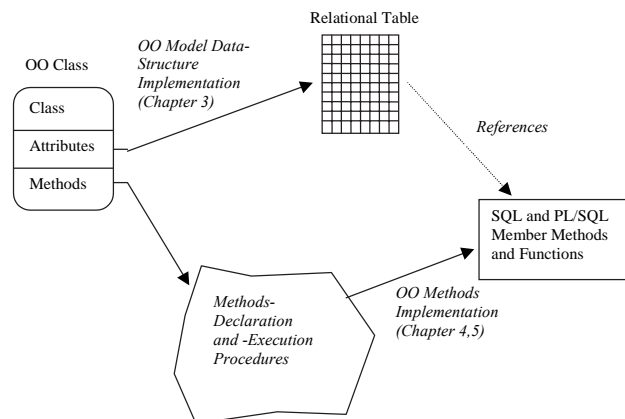 Relational Table
OO Model Data-
Structure
Implementation
(Chapter 3)
OO Class
Class
Attributes
Methods
References
SQL and PL/SQL
Member Methods
and Functions
Methods-
Declaration
and -Execution
Procedures
OO Methods
Implementation
(Chapter 4,5)